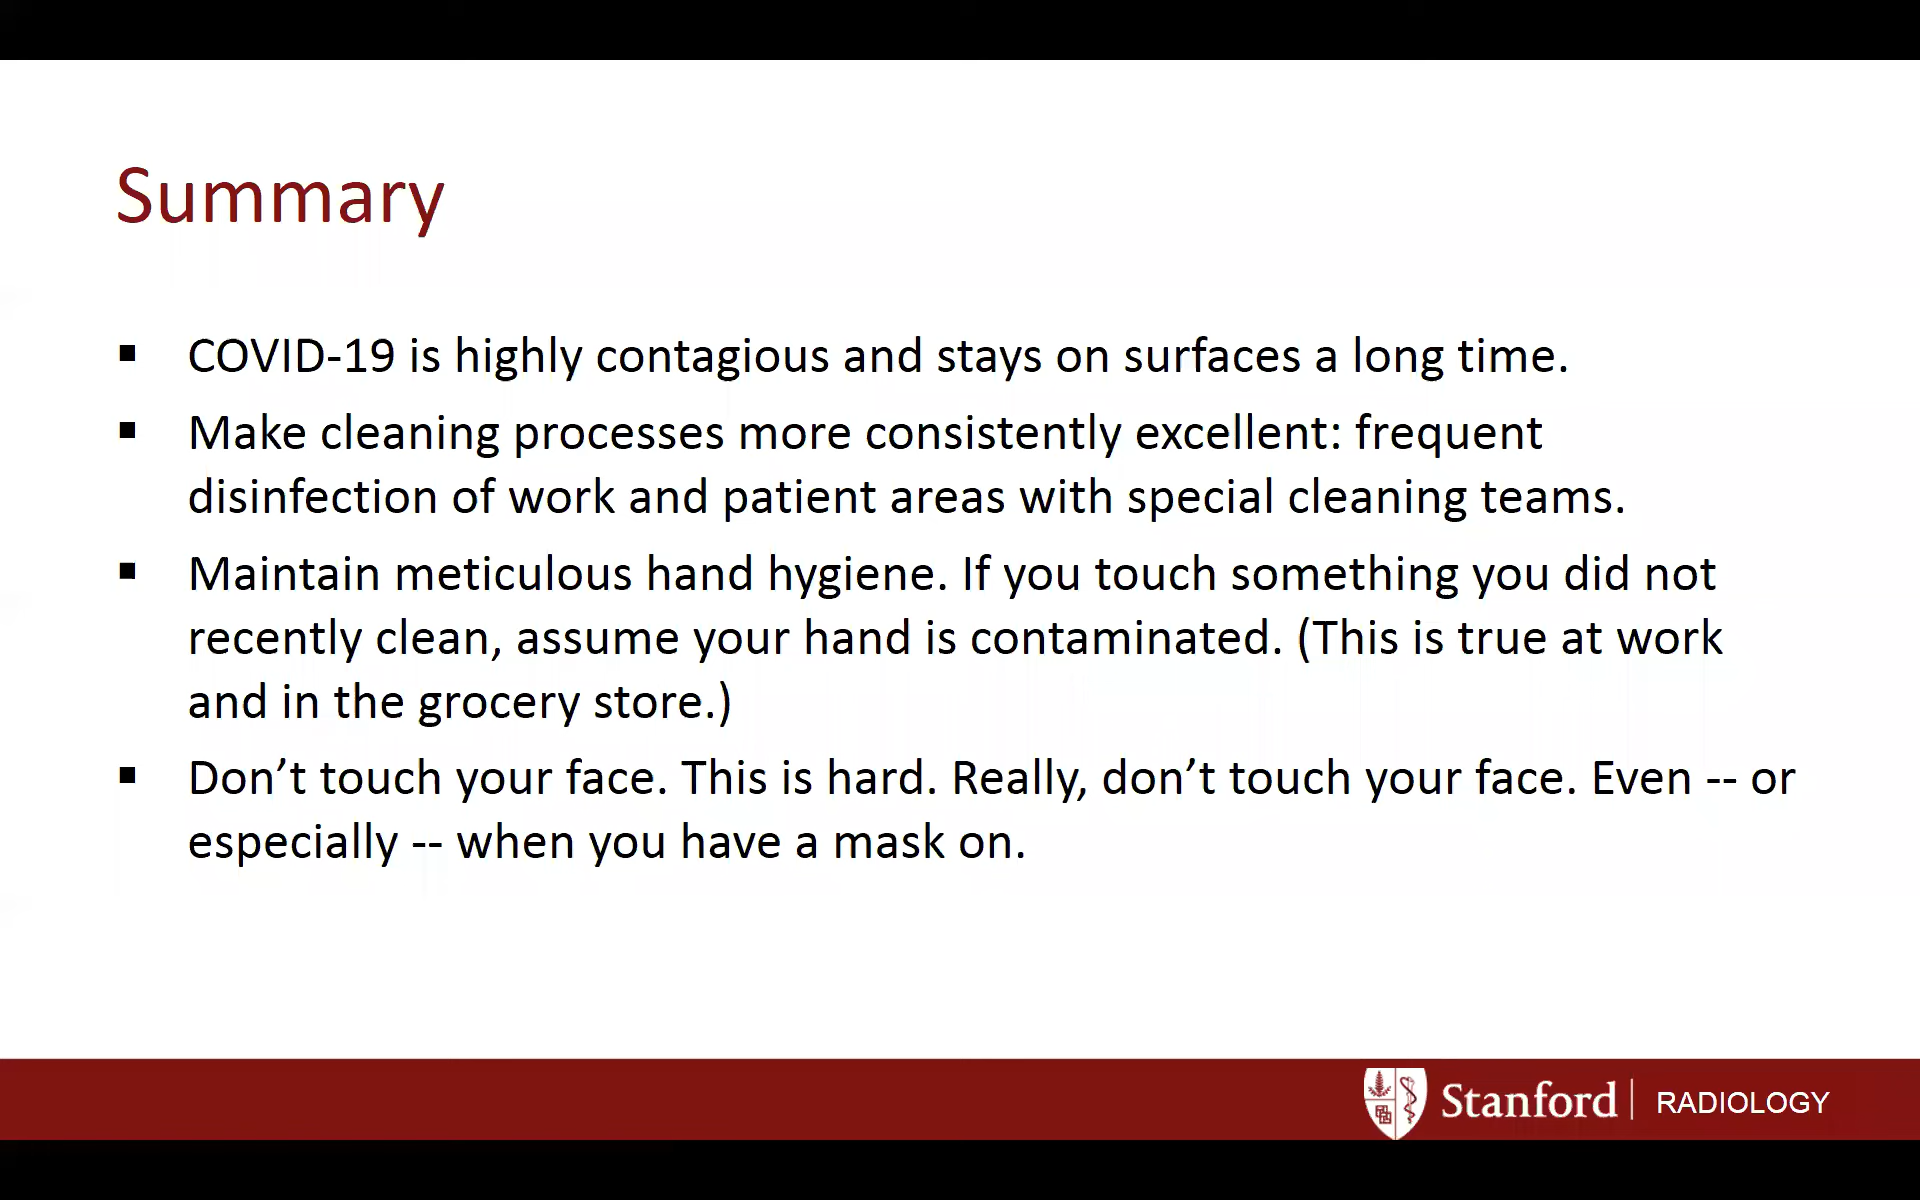 Summary
▪ COVID-19 is highly contagious and stays on surfaces a long time.
▪ Make cleaning processes more consistently excellent: frequent
disinfection of work and patient areas with special cleaning teams.
▪ Maintain meticulous hand hygiene. If you touch something you did not
recently clean, assume your hand is contaminated. (This is true at work
and in the grocery store.)
▪ Don’t touch your face. This is hard. Really, don’t touch your face. Even -- or
especially -- when you have a mask on.
Stanford | RADIOLOGY